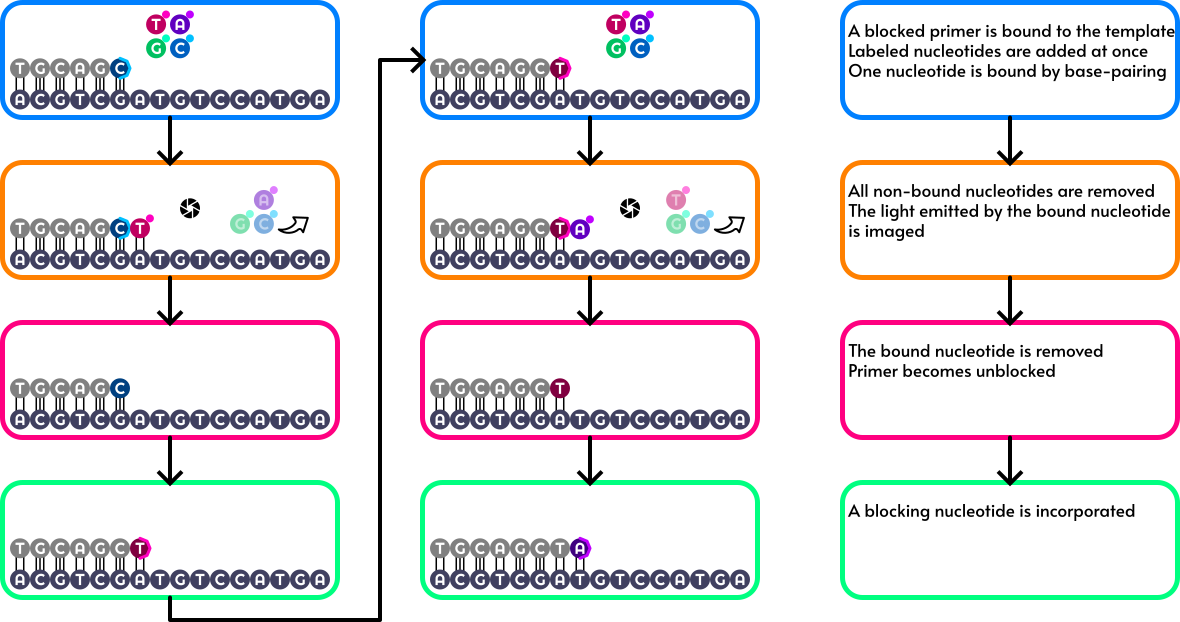 T A
G C
T G C A G C
A C G T C G A T G T C C A T G A
A
G C
T G C A G C T
A C G T C G A T G T C C A T G A
T G C A G C
A C G T C G A T G T C C A T G A
T G C A G C T
A C G T C G A T G T C C A T G A
T A
G C
T G C A G C T
A C G T C G A T G T C C A T G A
T
G C
T G C A G C T A
A C G T C G A T G T C C A T G A
T G C A G C T
A C G T C G A T G T C C A T G A
T G C A G C T A
A C G T C G A T G T C C A T G A
A blocked primer is bound to the template
Labeled nucleotides are added at once
One nucleotide is bound by base-pairing
All non-bound nucleotides are removed
The light emitted by the bound nucleotide
is imaged
The bound nucleotide is removed
Primer becomes unblocked
A blocking nucleotide is incorporated